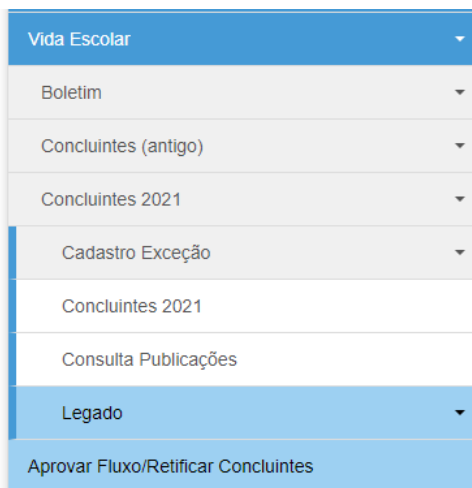 Vida Escolar
Boletim
Concluintes (antigo)
Concluintes 2021
Cadastro Exceção
Concluintes 2021
Consulta Publicações
Legado
Aprovar Fluxo/Retificar Concluintes